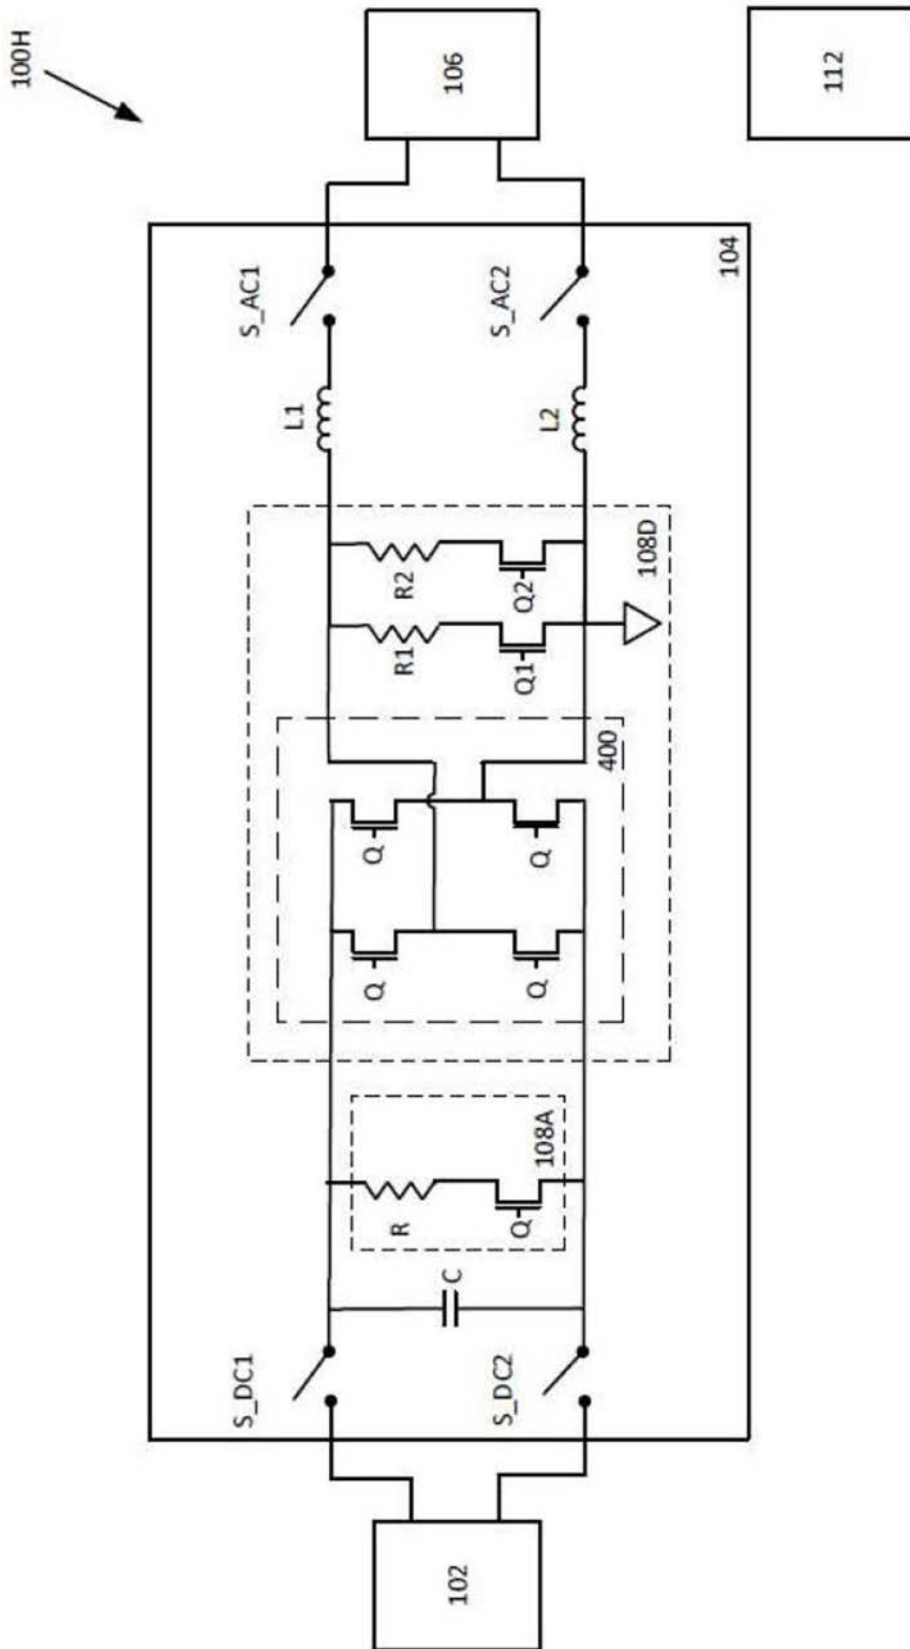 100H
106
112
104
S_AC1
S_AC2
L1
L2
R2
Q2
108D
R1
Q1
400
Q
Q
Q
Q
108A
R
Q
C
S_DC1
S_DC2
102